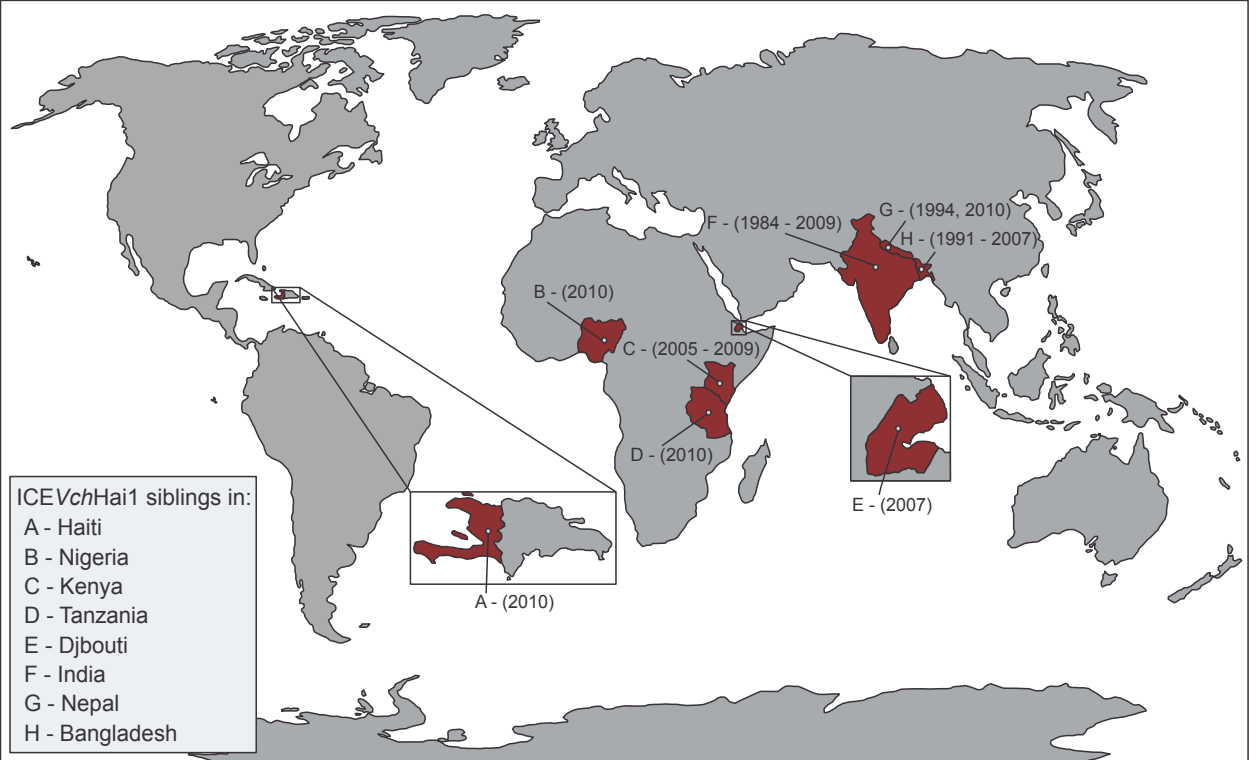 F - (1984 - 2009)
G - (1994, 2010)
H - (1991 - 2007)
B - (2010)
C - (2005 - 2009)
D - (2010)
E - (2007)
A - (2010)
ICEVchHai1 siblings in:
A - Haiti
B - Nigeria
C - Kenya
D - Tanzania
E - Djbouti
F - India
G - Nepal
H - Bangladesh